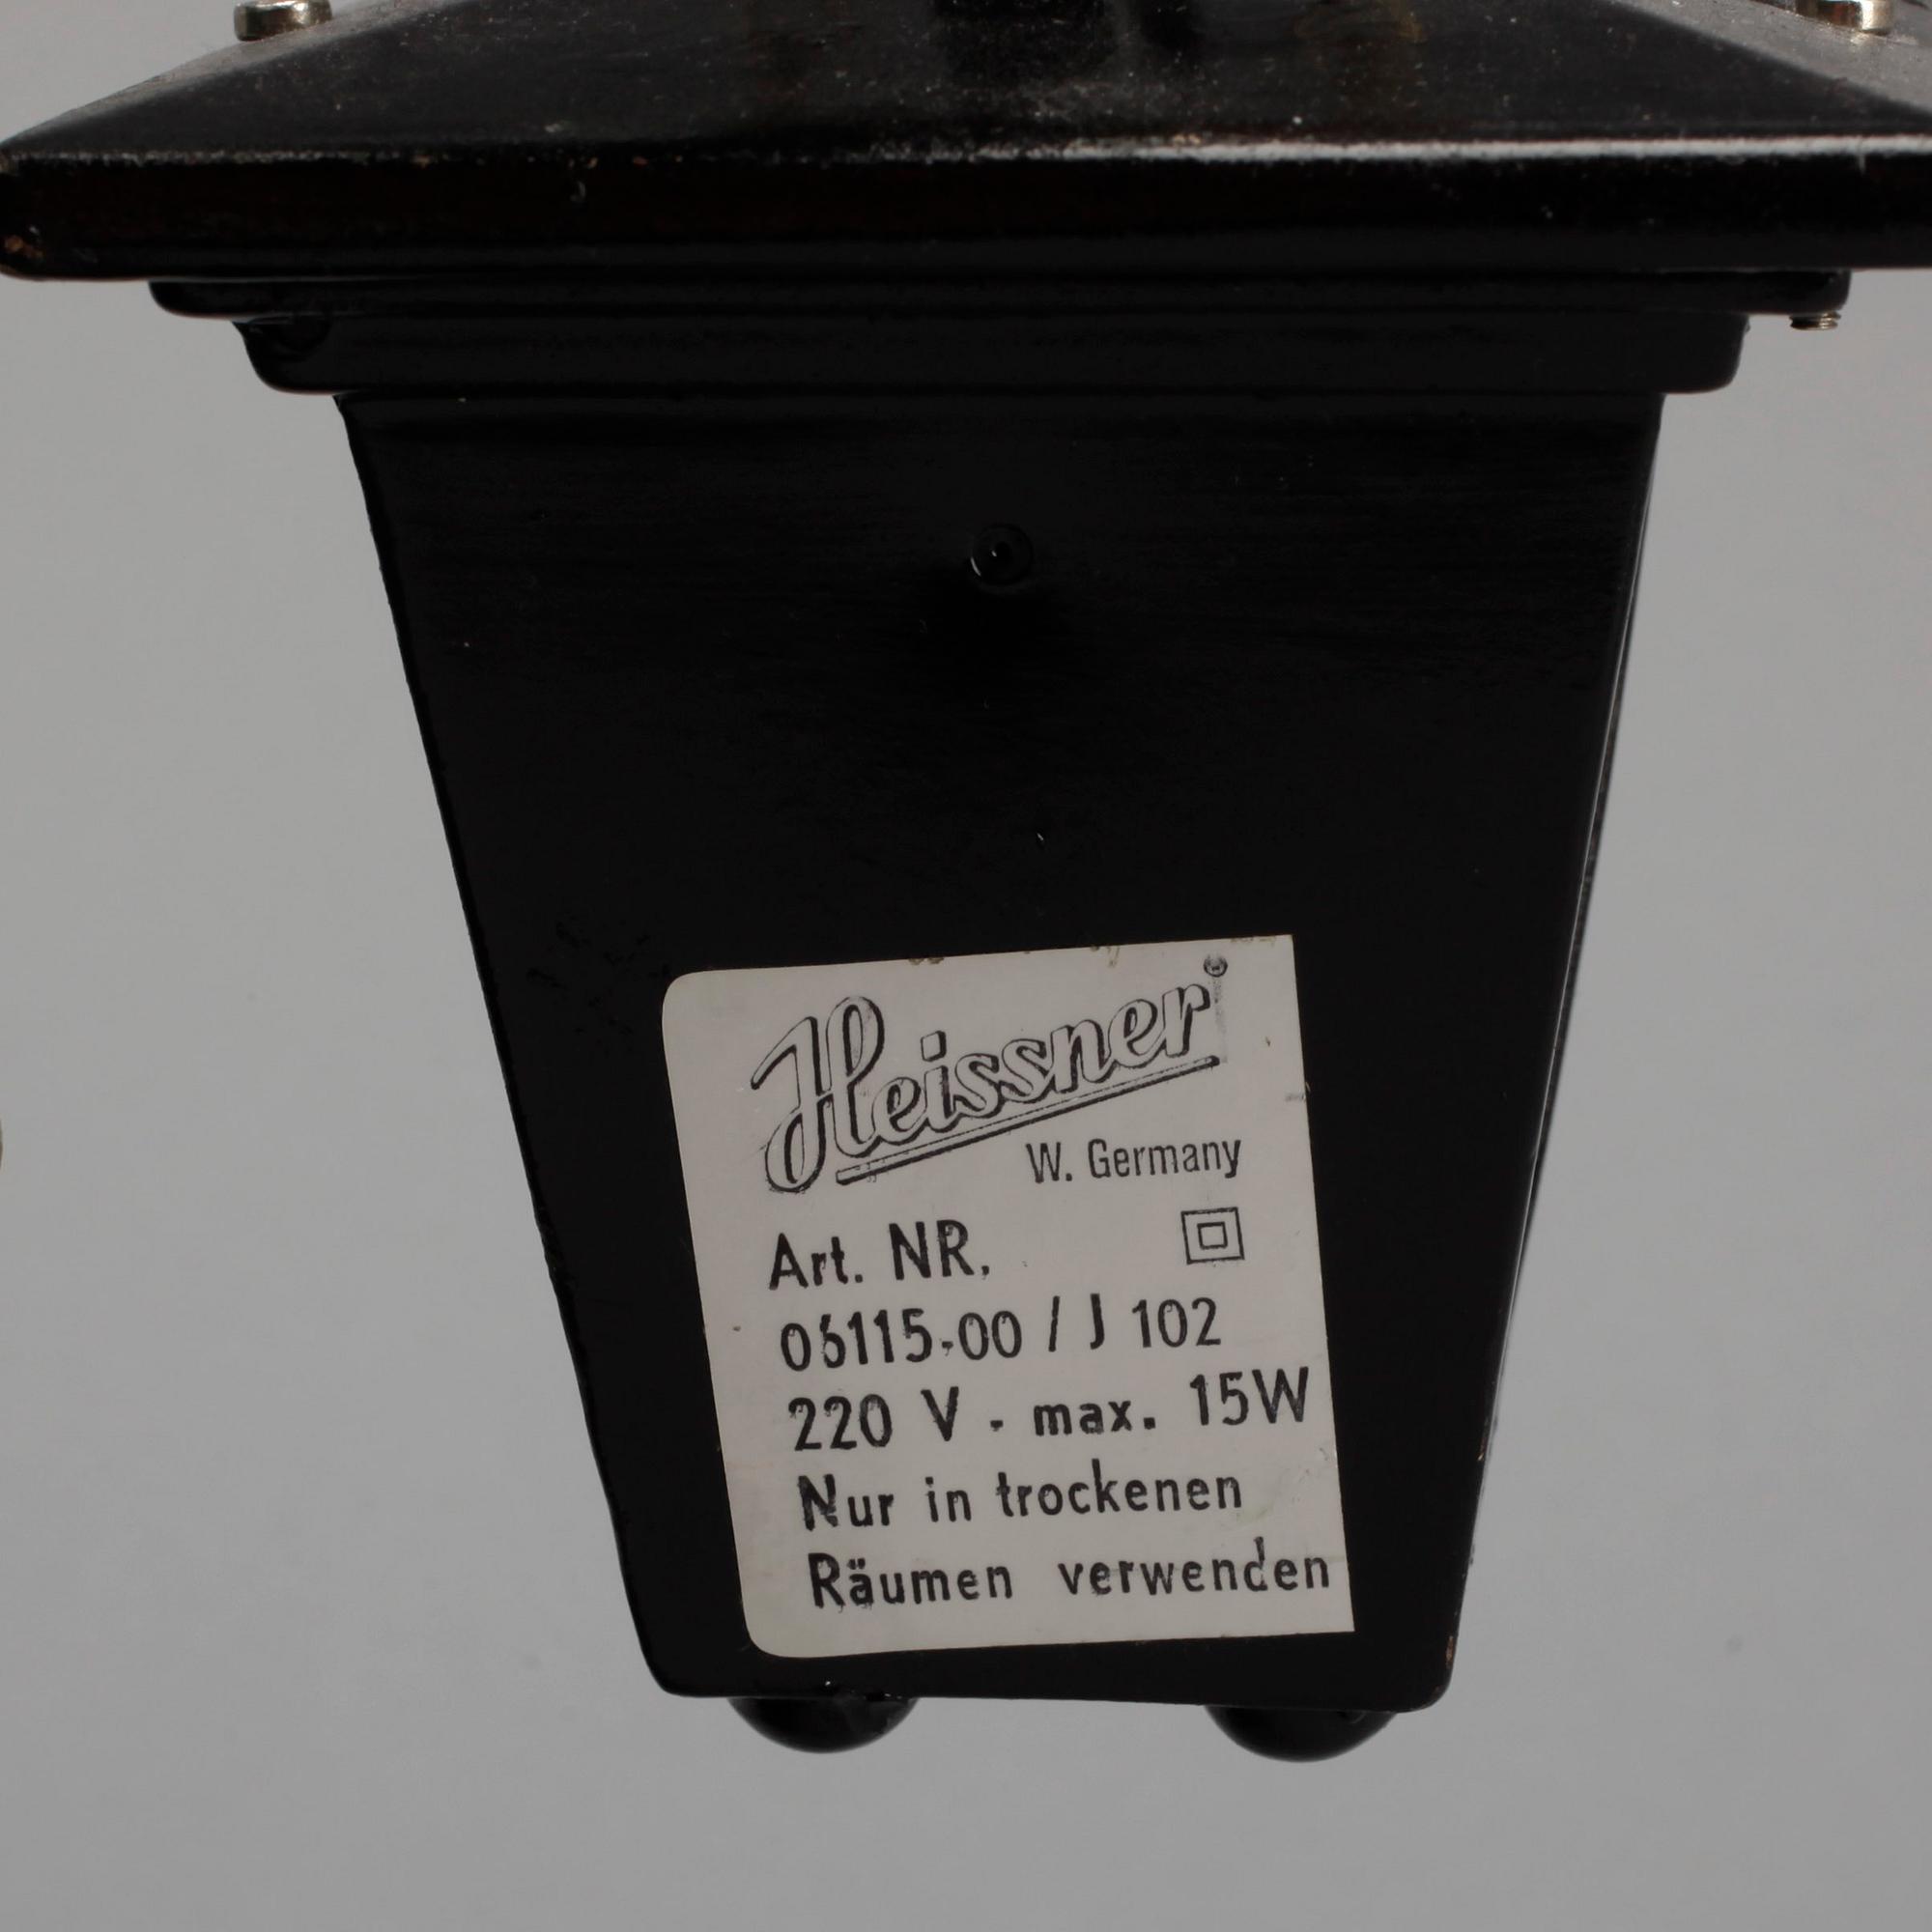 Heissner
W. Germany
Art. NR.
06115-00 / J 102
220 V - max. 15W
Nur in trockenen
Räumen verwenden